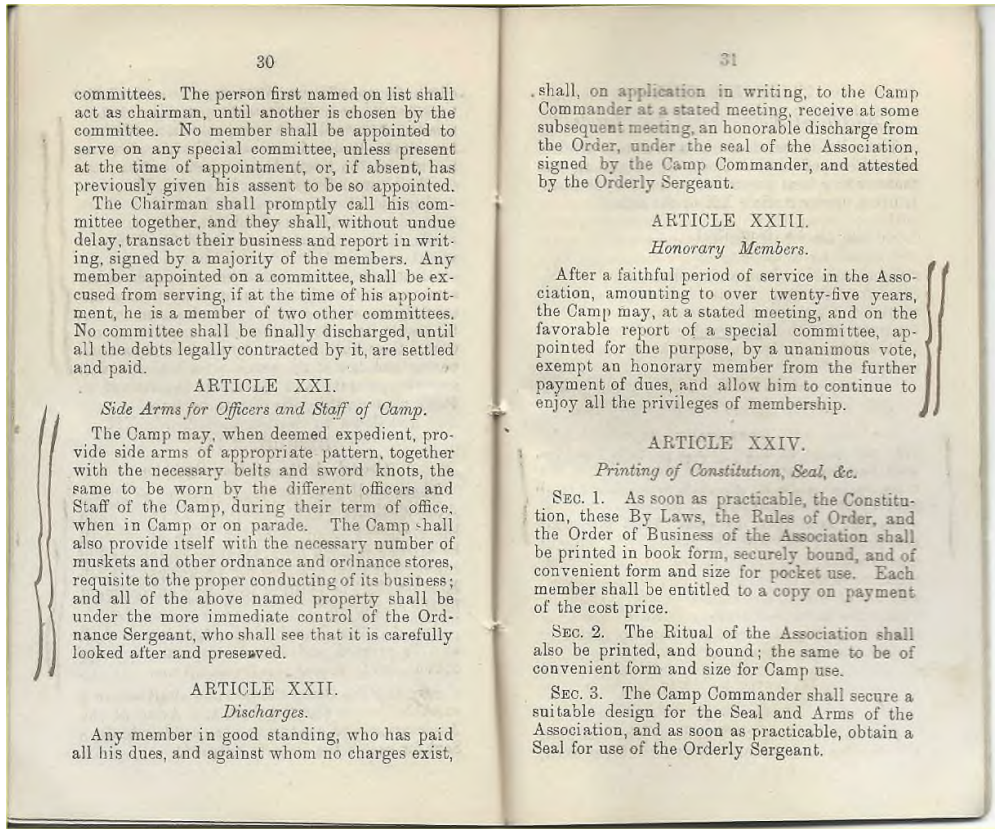 30
committees. The person first named on list shall
act as chairman, until another is chosen by the
committee. No member shall be appointed to
serve on any special committee, unless present
at the time of appointment, or, if absent, has
previously given his assent to be so appointed.
The Chairman shall promptly call his com-
mittee together, and they shall, without undue
delay, transact their business and report in writ-
ing, signed by a majority of the members. Any
member appointed on a committee, shall be ex-
cused from serving, if at the time of his appoint-
ment, he is a member of two other committees.
No committee shall be finally discharged, until
all the debts legally contracted by it, are settled
and paid.
ARTICLE XXI.
Side Arms for Officers and Staff of Camp.
The Camp may, when deemed expedient, pro-
vide side arms of appropriate pattern, together
with the necessary belts and sword knots, the
same to be worn by the different officers and
Staff of the Camp, during their term of office,
when in Camp or on parade. The Camp shall
also provide itself with the necessary number of
muskets and other ordnance and ordnance stores,
requisite to the proper conducting of its business;
and all of the above named property shall be
under the more immediate control of the Ord-
nance Sergeant, who shall see that it is carefully
looked after and preserved.
ARTICLE XXII.
Discharges.
Any member in good standing, who has paid
all his dues, and against whom no charges exist,
31
shall, on application in writing, to the Camp
Commander at a stated meeting, receive at some
subsequent meeting, an honorable discharge from
the Order, under the seal of the Association,
signed by the Camp Commander, and attested
by the Orderly Sergeant.
ARTICLE XXIII.
Honorary Members.
After a faithful period of service in the Asso-
ciation, amounting to over twenty-five years,
the Camp may, at a stated meeting, and on the
favorable report of a special committee, ap-
pointed for the purpose, by a unanimous vote,
exempt an honorary member from the further
payment of dues, and allow him to continue to
enjoy all the privileges of membership.
ARTICLE XXIV.
Printing of Constitution, Seal, &c.
SEC. 1. As soon as practicable, the Constitu-
tion, these By Laws, the Rules of Order, and
the Order of Business of the Association shall
be printed in book form, securely bound, and of
convenient form and size for pocket use. Each
member shall be entitled to a copy on payment
of the cost price.
SEC. 2. The Ritual of the Association shall
also be printed, and bound; the same to be of
convenient form and size for Camp use.
SEC. 3. The Camp Commander shall secure a
suitable design for the Seal and Arms of the
Association, and as soon as practicable, obtain a
Seal for use of the Orderly Sergeant.